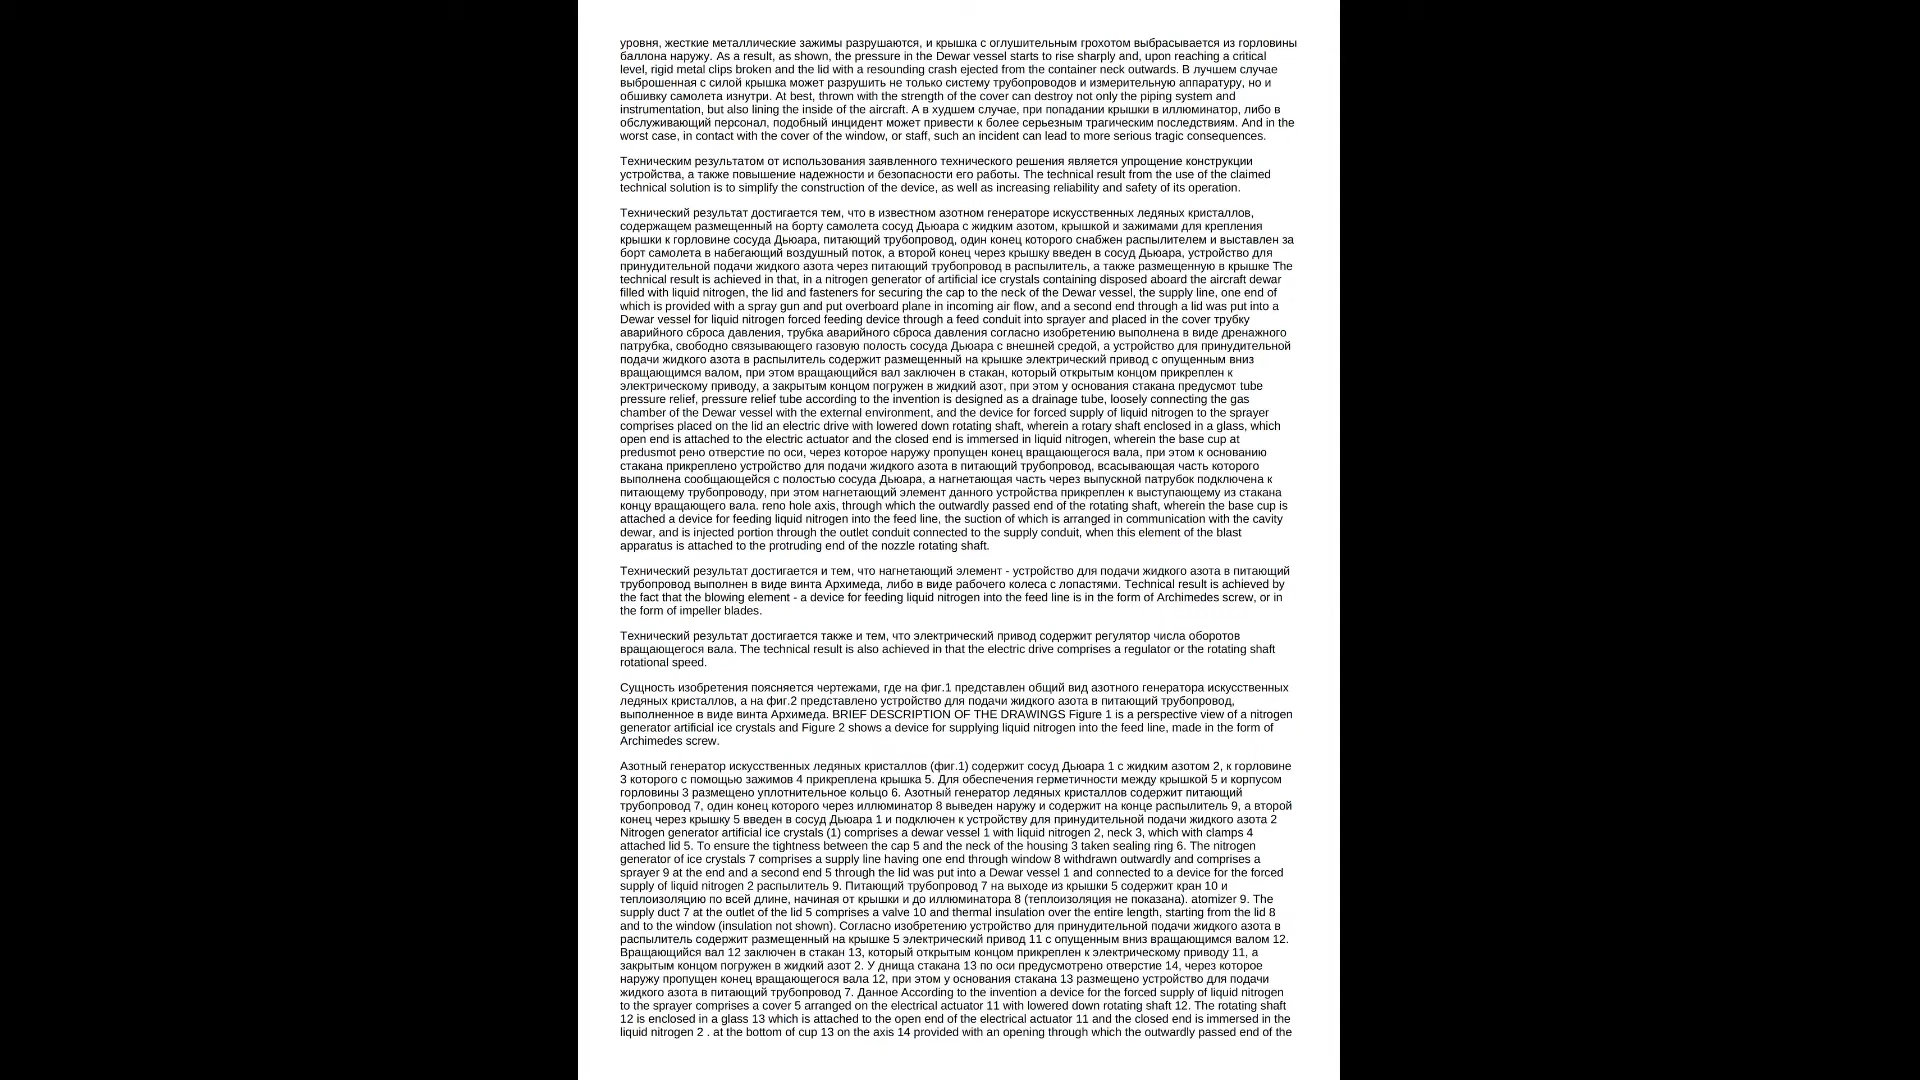 уровня, жесткие металлические зажимы разрушаются, и крышка с оглушительным грохотом выбрасывается из горловины
баллона наружу. As a result, as shown, the pressure in the Dewar vessel starts to rise sharply and, upon reaching a critical
level, rigid metal clips broken and the lid with a resounding crash ejected from the container neck outwards. В лучшем случае
выброшенная с силой крышка может разрушить не только систему трубопроводов и измерительную аппаратуру, но и
обшивку самолета изнутри. At best, thrown with the strength of the cover can destroy not only the piping system and
instrumentation, but also lining the inside of the aircraft. А в худшем случае, при попадании крышки в иллюминатор, либо в
обслуживающий персонал, подобный инцидент может привести к более серьезным трагическим последствиям. And in the
worst case, in contact with the cover of the window, or staff, such an incident can lead to more serious tragic consequences.
Техническим результатом от использования заявленного технического решения является упрощение конструкции
устройства, а также повышение надежности и безопасности его работы. The technical result from the use of the claimed
technical solution is to simplify the construction of the device, as well as increasing reliability and safety of its operation.
Технический результат достигается тем, что в известном азотном генераторе искусственных ледяных кристаллов,
содержащем размещенный на борту самолета сосуд Дьюара с жидким азотом, крышкой и зажимами для крепления
крышки к горловине сосуда Дьюара, питающий трубопровод, один конец которого снабжен распылителем и выставлен за
борт самолета в набегающий воздушный поток, а второй конец через крышку введен в сосуд Дьюара, устройство для
принудительной подачи жидкого азота через питающий трубопровод в распылитель, а также размещенную в крышке The
technical result is achieved in that, in a nitrogen generator of artificial ice crystals containing disposed aboard the aircraft dewar
filled with liquid nitrogen, the lid and fasteners for securing the cap to the neck of the Dewar vessel, the supply line, one end of
which is provided with a spray gun and put overboard plane in incoming air flow, and a second end through a lid was put into a
Dewar vessel for liquid nitrogen forced feeding device through a feed conduit into sprayer and placed in the cover трубку
аварийного сброса давления, трубка аварийного сброса давления согласно изобретению выполнена в виде дренажного
патрубка, свободно связывающего газовую полость сосуда Дьюара с внешней средой, а устройство для принудительной
подачи жидкого азота в распылитель содержит размещенный на крышке электрический привод с опущенным вниз
вращающимся валом, при этом вращающийся вал заключен в стакан, который открытым концом прикреплен к
электрическому приводу, а закрытым концом погружен в жидкий азот, при этом у основания стакана предусмот tube
pressure relief, pressure relief tube according to the invention is designed as a drainage tube, loosely connecting the gas
chamber of the Dewar vessel with the external environment, and the device for forced supply of liquid nitrogen to the sprayer
comprises placed on the lid an electric drive with lowered down rotating shaft, wherein a rotary shaft enclosed in a glass, which
open end is attached to the electric actuator and the closed end is immersed in liquid nitrogen, wherein the base cup at
predusmot рено отверстие по оси, через которое наружу пропущен конец вращающегося вала, при этом к основанию
стакана прикреплено устройство для подачи жидкого азота в питающий трубопровод, всасывающая часть которого
выполнена сообщающейся с полостью сосуда Дьюара, а нагнетающая часть через выпускной патрубок подключена к
питающему трубопроводу, при этом нагнетающий элемент данного устройства прикреплен к выступающему из стакана
концу вращающего вала. reno hole axis, through which the outwardly passed end of the rotating shaft, wherein the base cup is
attached a device for feeding liquid nitrogen into the feed line, the suction of which is arranged in communication with the cavity
dewar, and is injected portion through the outlet conduit connected to the supply conduit, when this element of the blast
apparatus is attached to the protruding end of the nozzle rotating shaft.
Технический результат достигается и тем, что нагнетающий элемент - устройство для подачи жидкого азота в питающий
трубопровод выполнен в виде винта Архимеда, либо в виде рабочего колеса с лопастями. Technical result is achieved by
the fact that the blowing element - a device for feeding liquid nitrogen into the feed line is in the form of Archimedes screw, or in
the form of impeller blades.
Технический результат достигается также и тем, что электрический привод содержит регулятор числа оборотов
вращающегося вала. The technical result is also achieved in that the electric drive comprises a regulator or the rotating shaft
rotational speed.
Сущность изобретения поясняется чертежами, где на фиг.1 представлен общий вид азотного генератора искусственных
ледяных кристаллов, а на фиг.2 представлено устройство для подачи жидкого азота в питающий трубопровод,
выполненное в виде винта Архимеда. BRIEF DESCRIPTION OF THE DRAWINGS Figure 1 is a perspective view of a nitrogen
generator artificial ice crystals and Figure 2 shows a device for supplying liquid nitrogen into the feed line, made in the form of
Archimedes screw.
Азотный генератор искусственных ледяных кристаллов (фиг.1) содержит сосуд Дьюара 1 с жидким азотом 2, к горловине
3 которого с помощью зажимов 4 прикреплена крышка 5. Для обеспечения герметичности между крышкой 5 и корпусом
горловины 3 размещено уплотнительное кольцо 6. Азотный генератор ледяных кристаллов содержит питающий
трубопровод 7, один конец которого через иллюминатор 8 выведен наружу и содержит на конце распылитель 9, а второй
конец через крышку 5 введен в сосуд Дьюара 1 и подключен к устройству для принудительной подачи жидкого азота 2
Nitrogen generator artificial ice crystals (1) comprises a dewar vessel 1 with liquid nitrogen 2, neck 3, which with clamps 4
attached lid 5. To ensure the tightness between the cap 5 and the neck of the housing 3 taken sealing ring 6. The nitrogen
generator of ice crystals 7 comprises a supply line having one end through window 8 withdrawn outwardly and comprises a
sprayer 9 at the end and a second end 5 through the lid was put into a Dewar vessel 1 and connected to a device for the forced
supply of liquid nitrogen 2 распылитель 9. Питающий трубопровод 7 на выходе из крышки 5 содержит кран 10 и
теплоизоляцию по всей длине, начиная от крышки и до иллюминатора 8 (теплоизоляция не показана). atomizer 9. The
supply duct 7 at the outlet of the lid 5 comprises a valve 10 and thermal insulation over the entire length, starting from the lid 8
and to the window (insulation not shown). Согласно изобретению устройство для принудительной подачи жидкого азота в
распылитель содержит размещенный на крышке 5 электрический привод 11 с опущенным вниз вращающимся валом 12.
Вращающийся вал 12 заключен в стакан 13, который открытым концом прикреплен к электрическому приводу 11, а
закрытым концом погружен в жидкий азот 2. У днища стакана 13 по оси предусмотрено отверстие 14, через которое
наружу пропущен конец вращающегося вала 12, при этом у основания стакана 13 размещено устройство для подачи
жидкого азота в питающий трубопровод 7. Данное According to the invention a device for the forced supply of liquid nitrogen
to the sprayer comprises a cover 5 arranged on the electrical actuator 11 with lowered down rotating shaft 12. The rotating shaft
12 is enclosed in a glass 13 which is attached to the open end of the electrical actuator 11 and the closed end is immersed in the
liquid nitrogen 2 . at the bottom of cup 13 on the axis 14 provided with an opening through which the outwardly passed end of the